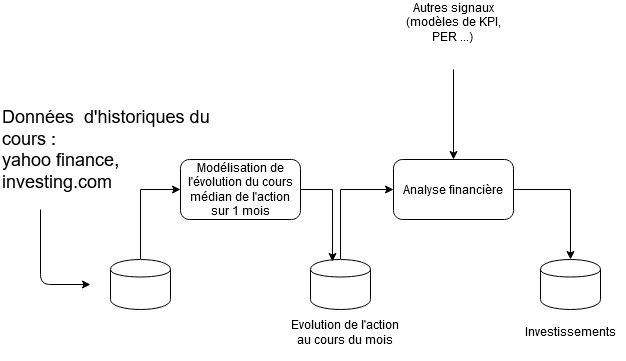 Autres signaux
(modèles de KPI,
PER ...)
Données  d'historiques du
cours :
yahoo finance,
investing.com
Modélisation de
l'évolution du cours
médian de l'action
sur 1 mois
Analyse financière
Evolution de l'action
au cours du mois
Investissements